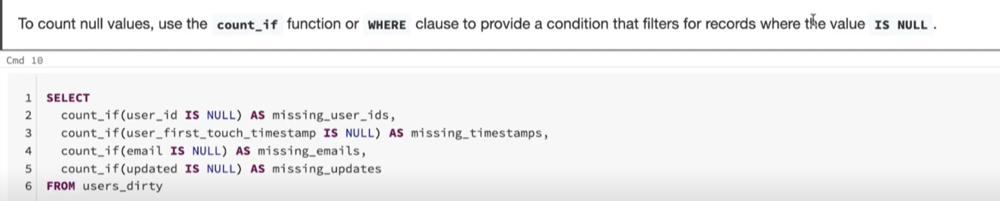 To count null values, use the count_if function or WHERE clause to provide a condition that filters for records where the value IS NULL .
Cmd 10
1 SELECT
2 count_if(user_id IS NULL) AS missing_user_ids,
3 count_if(user_first_touch_timestamp IS NULL) AS missing_timestamps,
4 count_if(email IS NULL) AS missing_emails,
5 count_if(updated IS NULL) AS missing_updates
6 FROM users_dirty